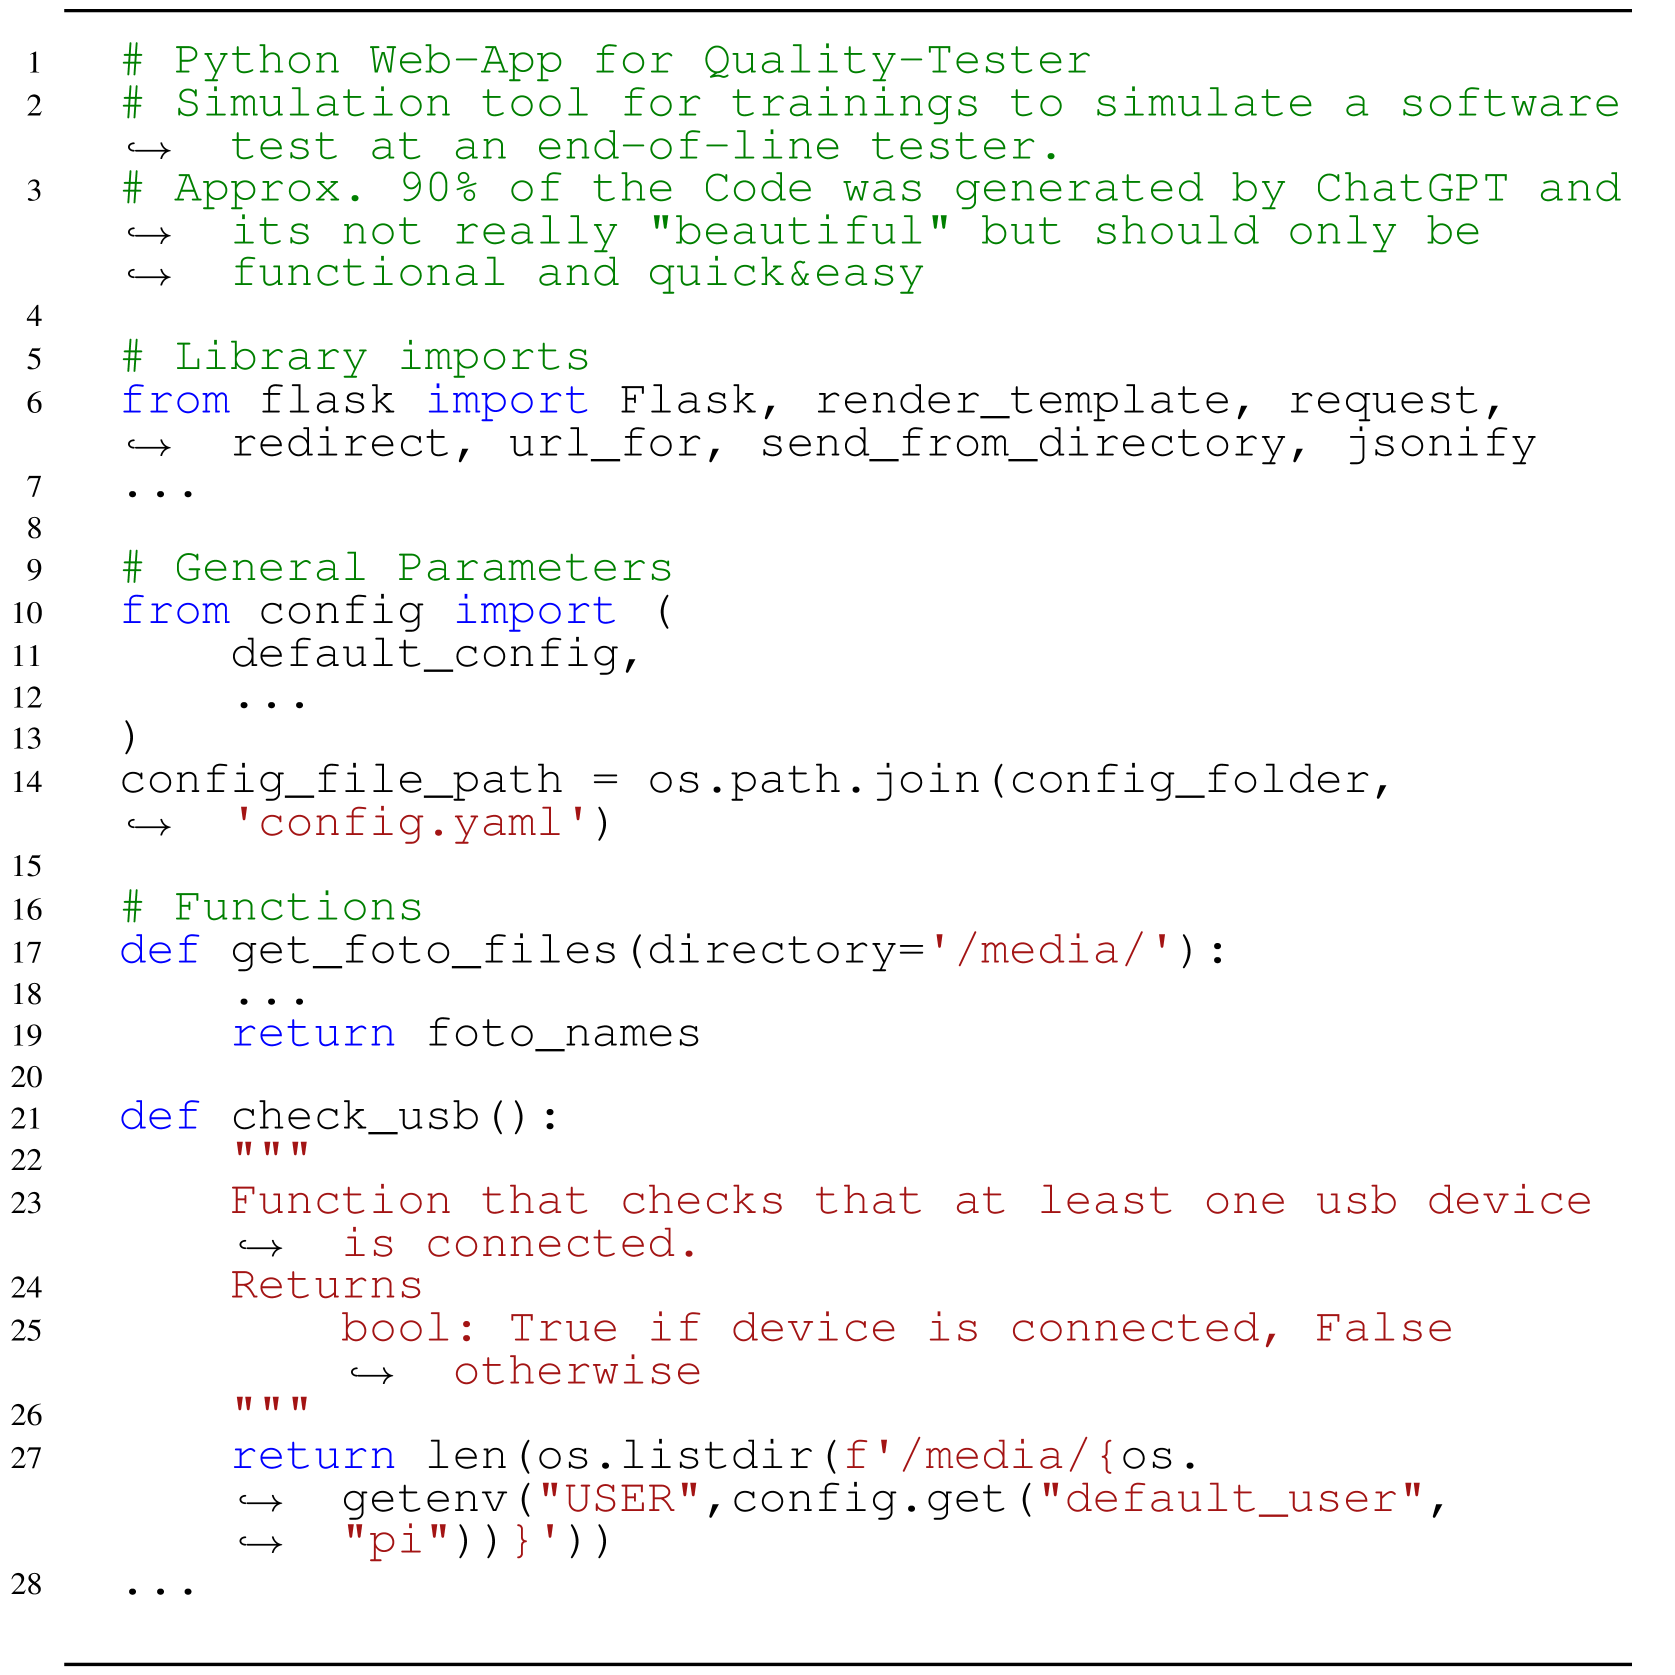 1 # Python Web-App for Quality-Tester
2 # Simulation tool for trainings to simulate a software
↪ test at an end-of-line tester.
3 # Approx. 90% of the Code was generated by ChatGPT and
↪ its not really "beautiful" but should only be
↪ functional and quick&easy
4
5 # Library imports
6 from flask import Flask, render_template, request,
↪ redirect, url_for, send_from_directory, jsonify
7 ...
8
9 # General Parameters
10 from config import (
11     default_config,
12     ...
13 )
14 config_file_path = os.path.join(config_folder,
↪ 'config.yaml')
15
16 # Functions
17 def get_foto_files(directory='/media/'):
18     ...
19     return foto_names
20
21 def check_usb():
22     """
23     Function that checks that at least one usb device
↪ is connected.
24     Returns
25         bool: True if device is connected, False
↪ otherwise
26     """
27     return len(os.listdir(f'/media/{os.
↪ getenv("USER",config.get("default_user",
↪ "pi"))}'))
28 ...